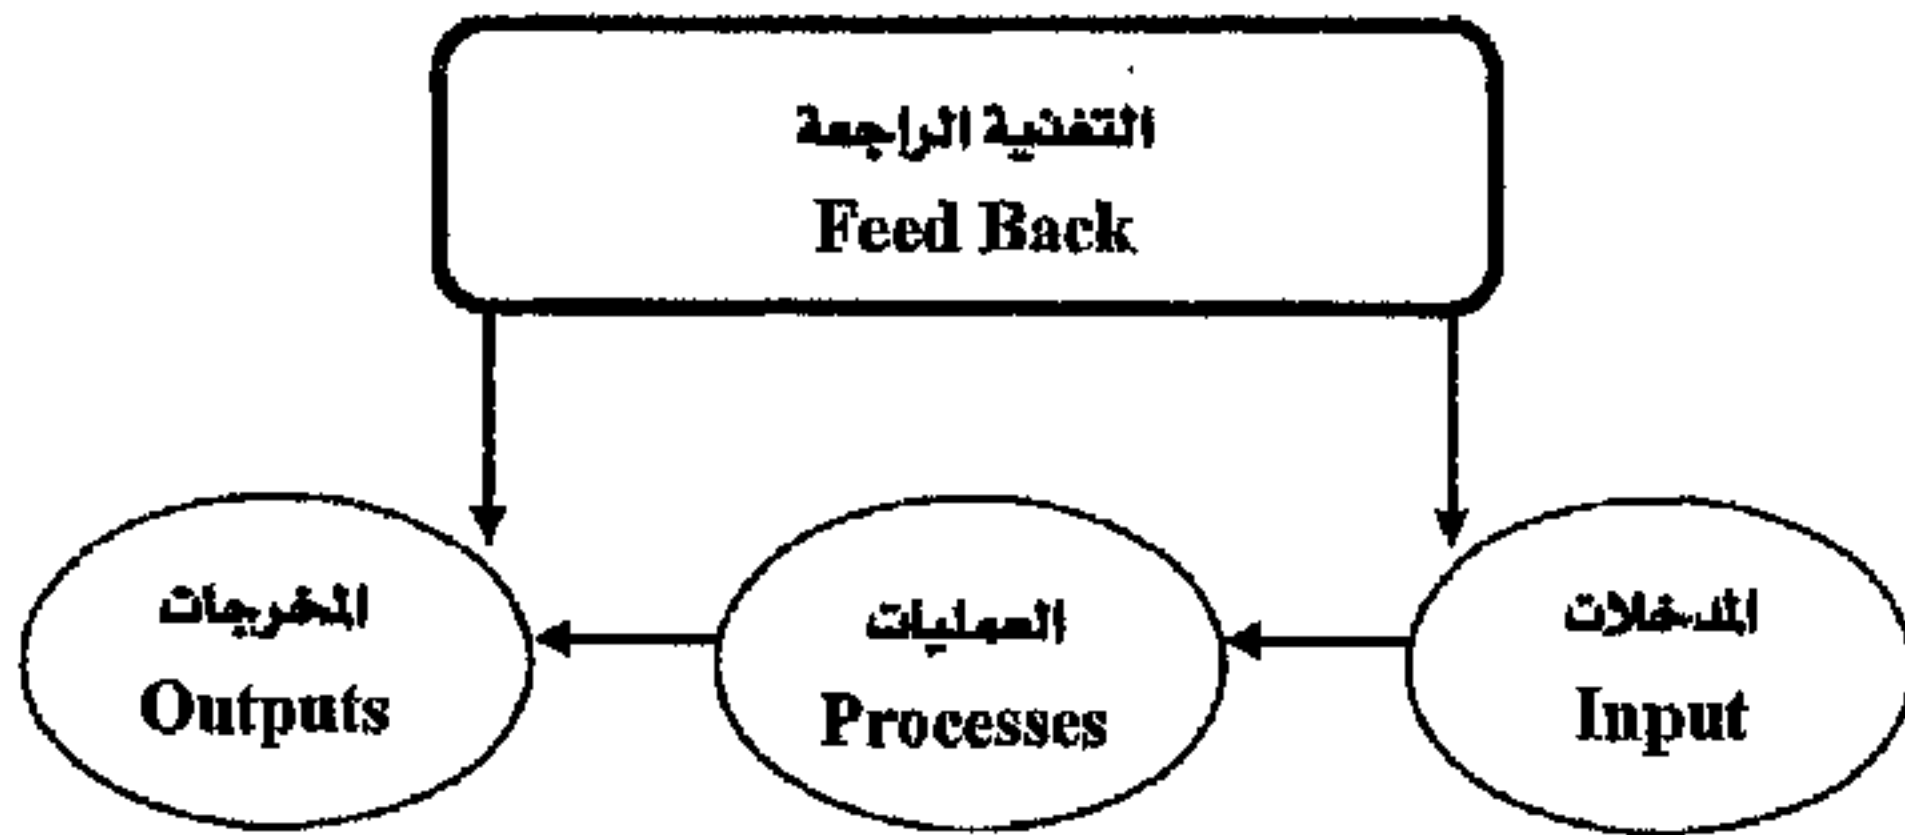 التغذية الراجعة
Feed Back
المدخلات
Input
العمليات
Processes
المخرجات
Outputs